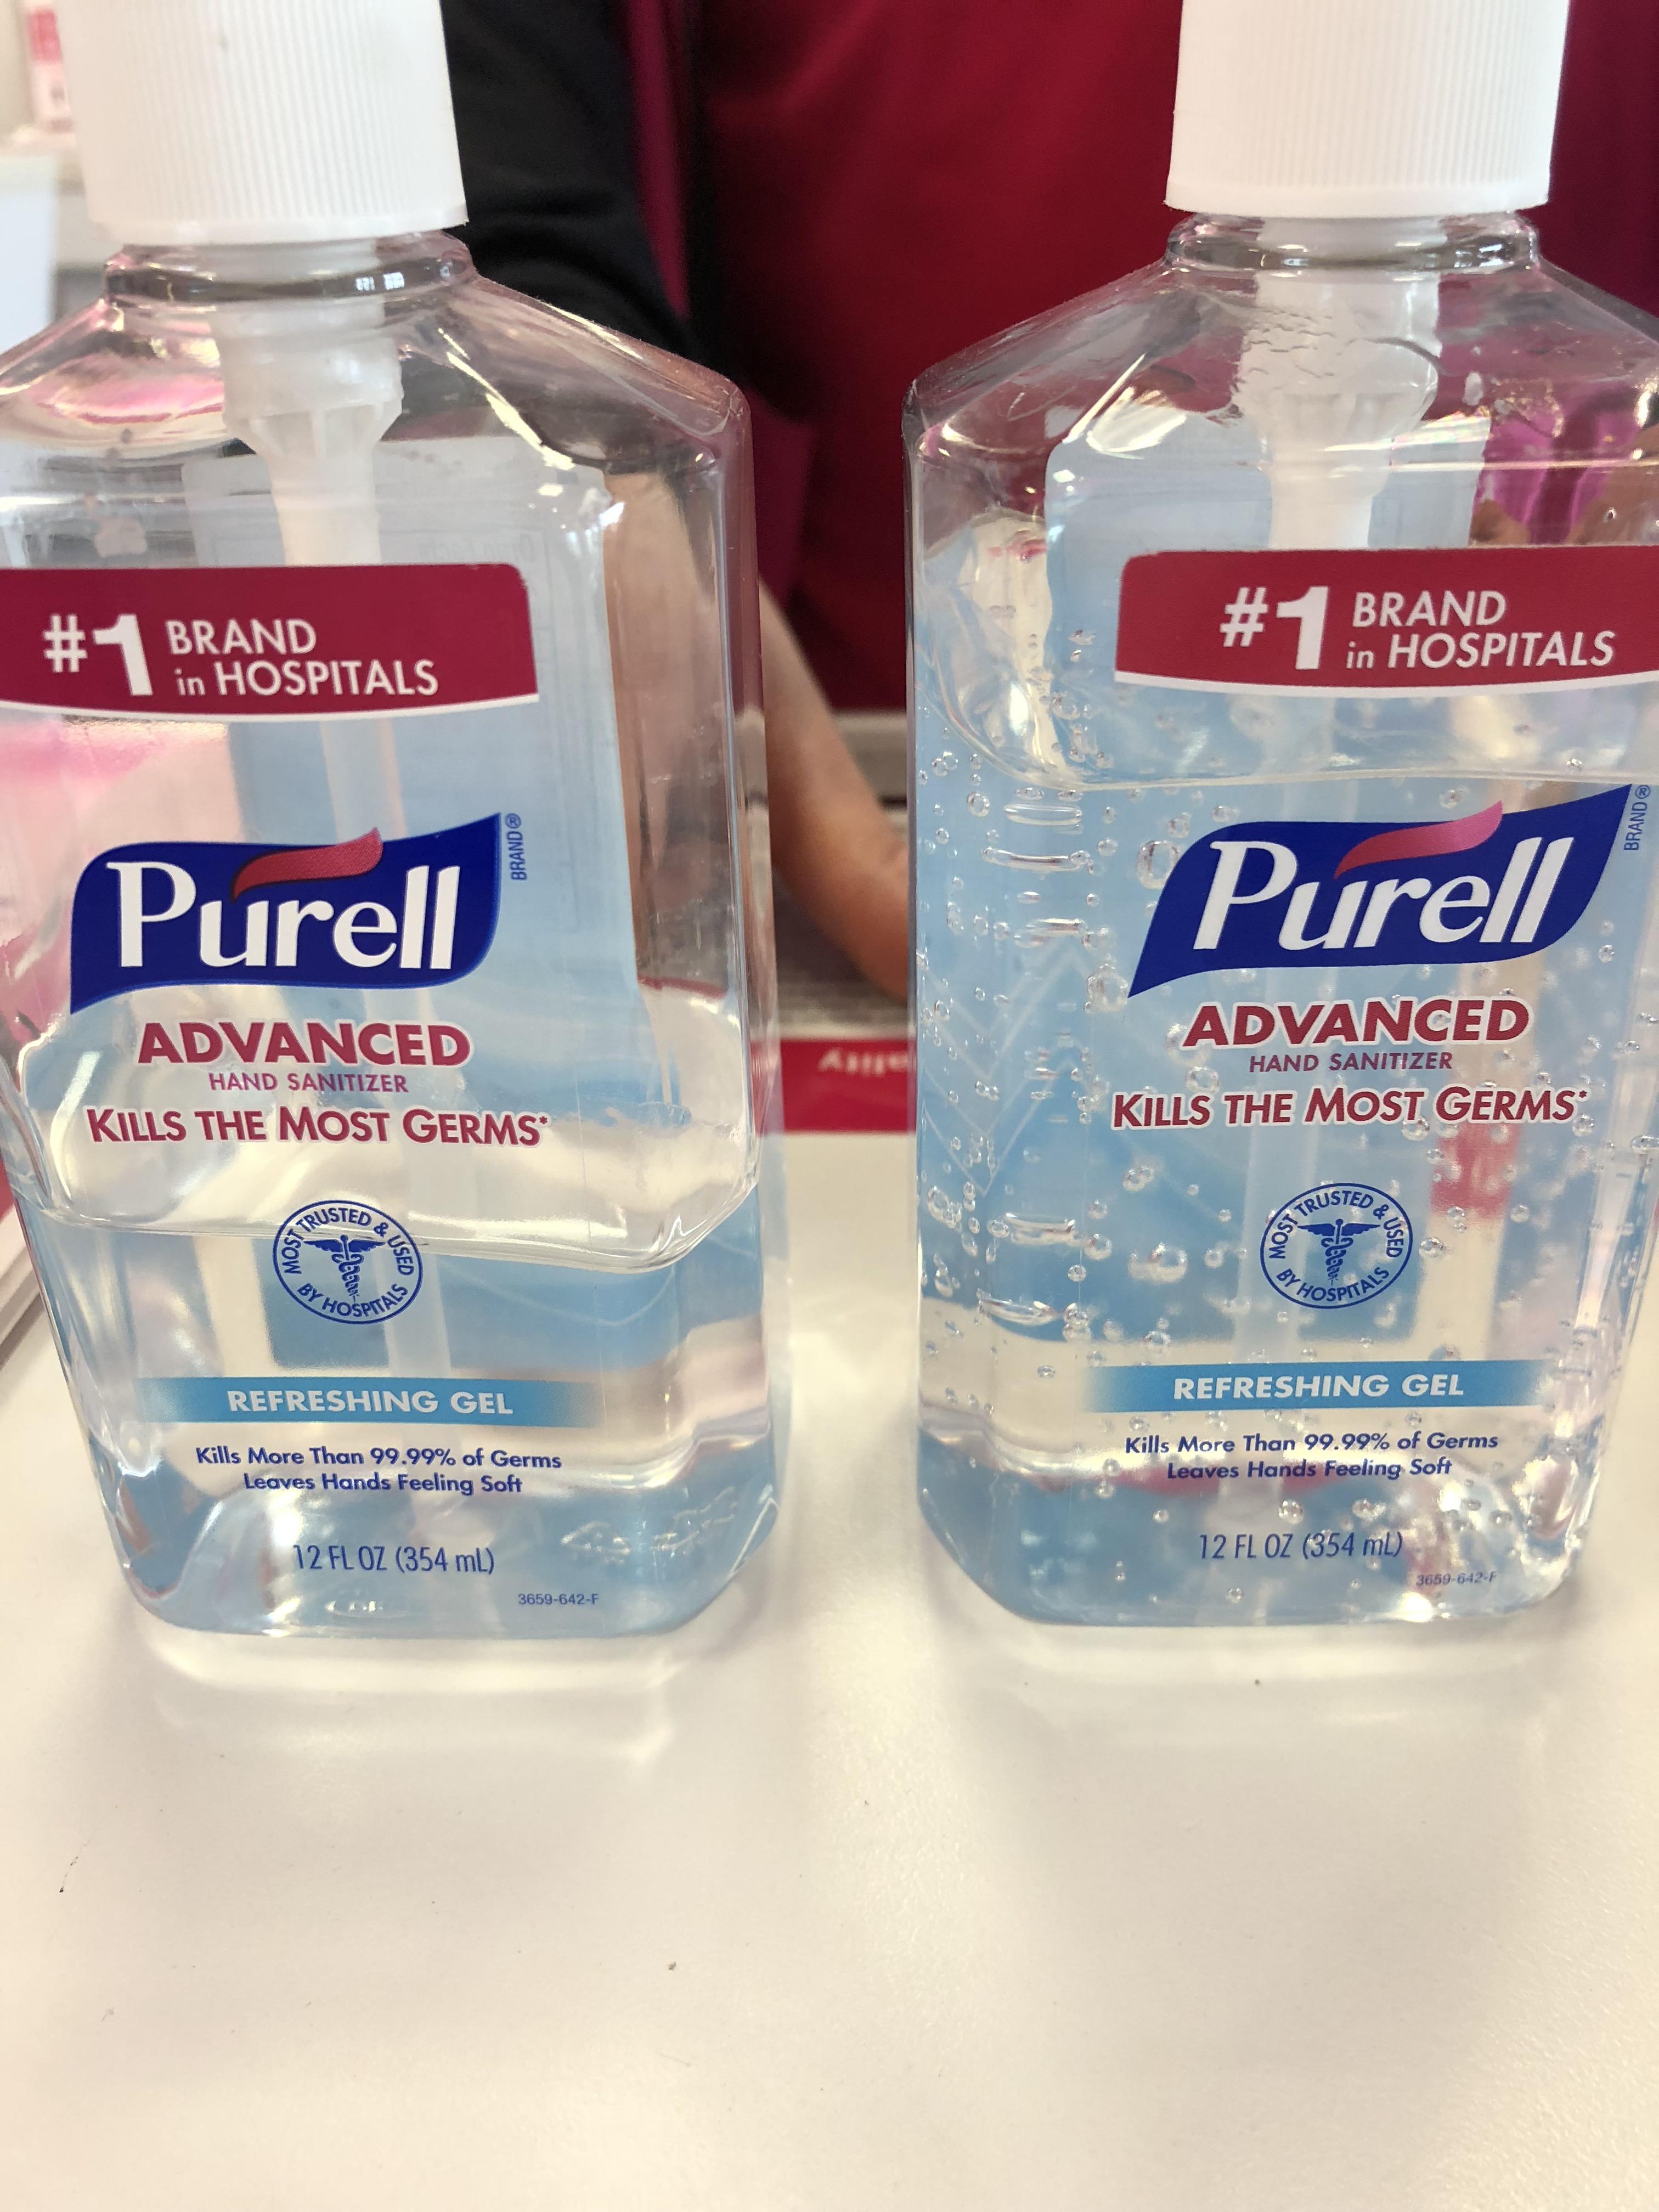 #1 BRAND
in HOSPITALS
Purell BRAND®
ADVANCED
HAND SANITIZER
KILLS THE MOST GERMS*
MOST TRUSTED & USED
BY HOSPITALS
REFRESHING GEL
Kills More Than 99.99% of Germs
Leaves Hands Feeling Soft
12 FL OZ (354 mL)
3659-642-F
#1 BRAND
in HOSPITALS
Purell BRAND®
ADVANCED
HAND SANITIZER
KILLS THE MOST GERMS*
MOST TRUSTED & USED
BY HOSPITALS
REFRESHING GEL
Kills More Than 99.99% of Germs
Leaves Hands Feeling Soft
12 FL OZ (354 mL)
3659-642-F